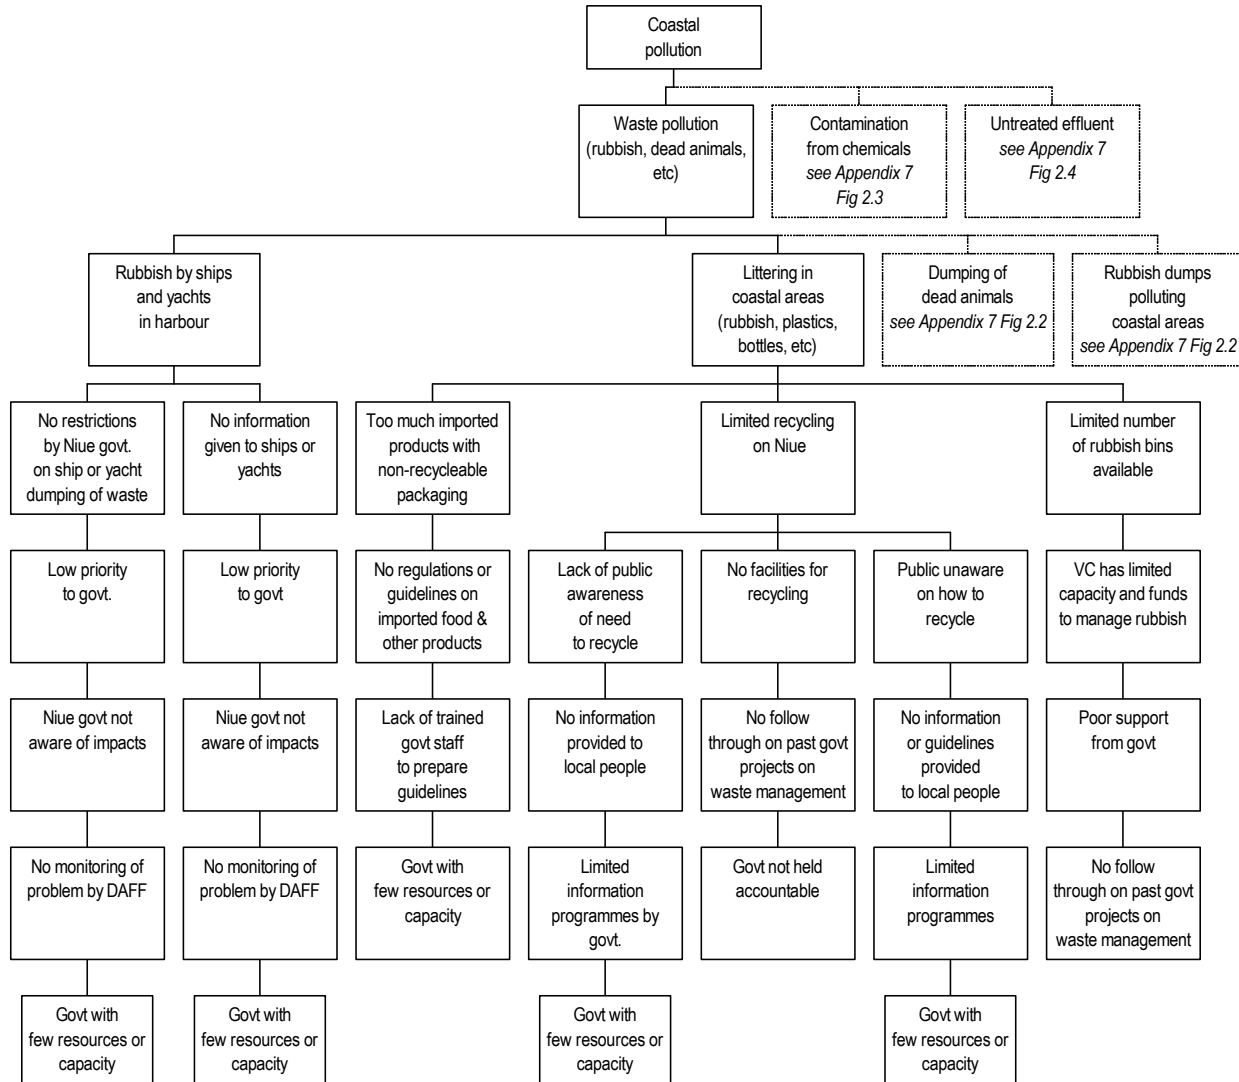 Coastal
pollution
Waste pollution
(rubbish, dead animals,
etc)
Contamination
from chemicals
see Appendix 7
Fig 2.3
Untreated effluent
see Appendix 7
Fig 2.4
Rubbish by ships
and yachts
in harbour
Littering in
coastal areas
(rubbish, plastics,
bottles, etc)
Dumping of
dead animals
see Appendix 7 Fig 2.2
Rubbish dumps
polluting
coastal areas
see Appendix 7 Fig 2.2
No restrictions
by Niue govt.
on ship or yacht
dumping of waste
No information
given to ships or
yachts
Too much imported
products with
non-recycleable
packaging
Limited recycling
on Niue
Limited number
of rubbish bins
available
Low priority
to govt.
Low priority
to govt
No regulations or
guidelines on
imported food &
other products
Lack of public
awareness
of need
to recycle
No facilities for
recycling
Public unaware
on how to
recycle
VC has limited
capacity and funds
to manage rubbish
Niue govt not
aware of impacts
Niue govt not
aware of impacts
Lack of trained
govt staff
to prepare
guidelines
No information
provided to
local people
No follow
through on past govt
projects on
waste management
No information
or guidelines
provided
to local people
Poor support
from govt
No monitoring of
problem by DAFF
No monitoring of
problem by DAFF
Govt with
few resources or
capacity
Limited
information
programmes by
govt.
Govt not held
accountable
Limited
information
programmes
No follow
through on past govt
projects on
waste management
Govt with
few resources or
capacity
Govt with
few resources or
capacity
Govt with
few resources or
capacity
Govt with
few resources or
capacity